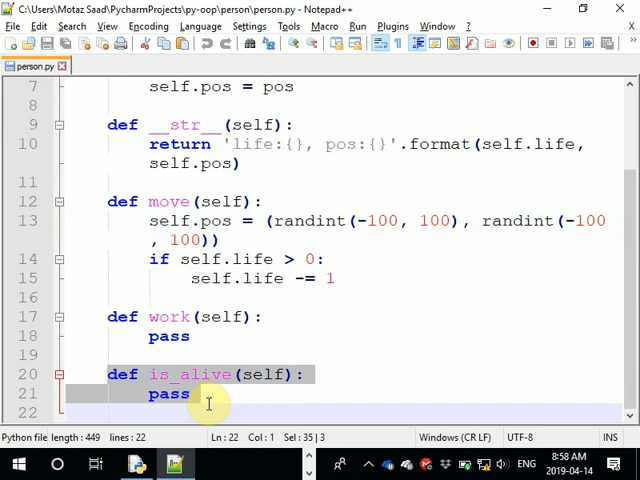 C:\Users\Motaz Saad\PycharmProjects\py-oop\person\person.py - Notepad++
File Edit Search View Encoding Language Settings Tools Macro Run Plugins Window ?
person.py
7 self.pos = pos
8
9 def __str__(self):
10 return 'life:{}, pos:{}'.format(self.life,
self.pos)
11
12 def move(self):
13 self.pos = (randint(-100, 100), randint(-100
, 100))
14 if self.life > 0:
15 self.life -= 1
16
17 def work(self):
18 pass
19
20 def is_alive(self):
21 pass
22
Python file length : 449 lines : 22 Ln : 22 Col : 1 Sel : 35 | 3 Windows (CR LF) UTF-8 INS
ENG
8:58 AM
2019-04-14